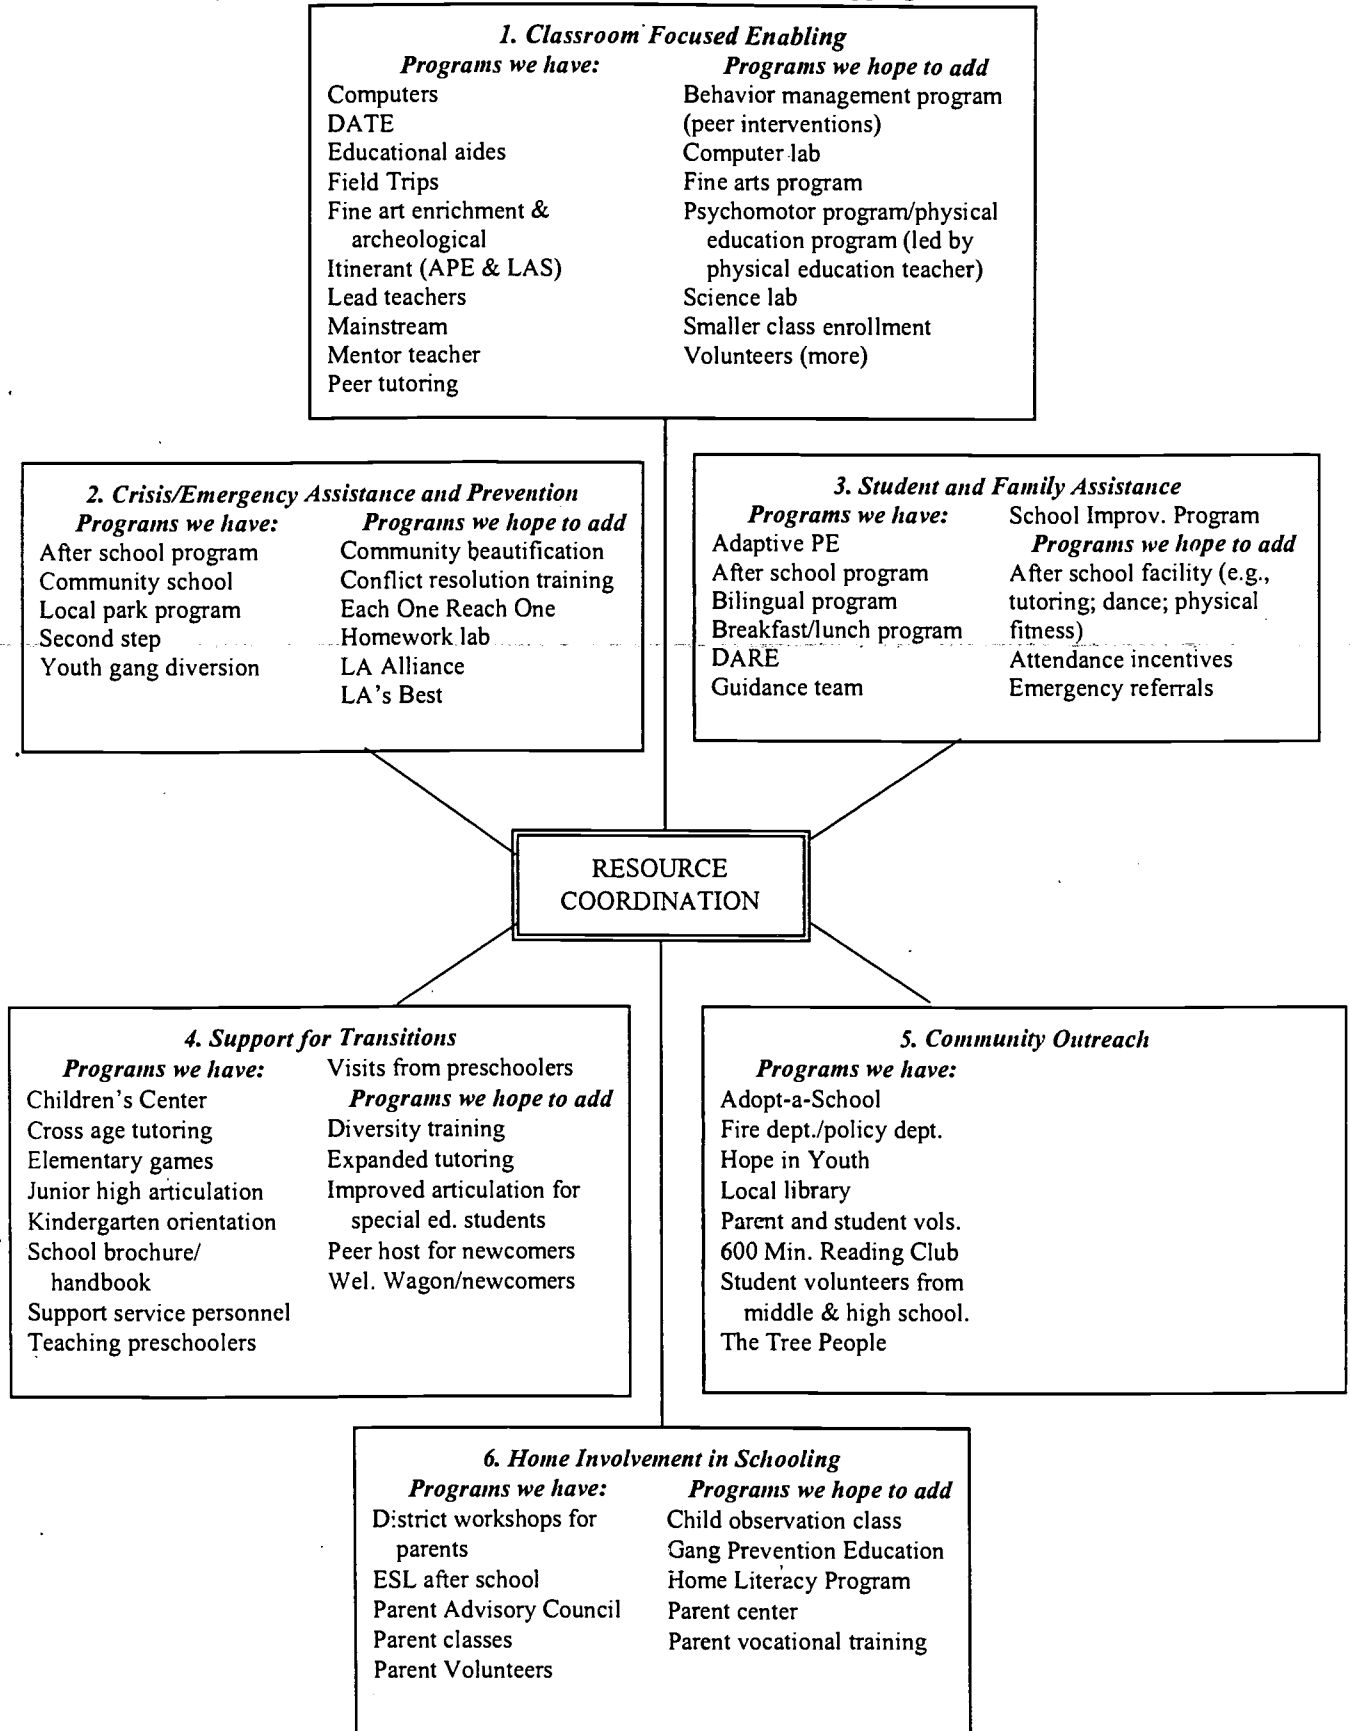 1. Classroom Focused Enabling
Programs we have:
Computers
DATE
Educational aides
Field Trips
Fine art enrichment &
archeological
Itinerant (APE & LAS)
Lead teachers
Mainstream
Mentor teacher
Peer tutoring
Programs we hope to add
Behavior management program
(peer interventions)
Computer lab
Fine arts program
Psychomotor program/physical
education program (led by
physical education teacher)
Science lab
Smaller class enrollment
Volunteers (more)
2. Crisis/Emergency Assistance and Prevention
Programs we have:
After school program
Community school
Local park program
Second step
Youth gang diversion
Programs we hope to add
Community beautification
Conflict resolution training
Each One Reach One
Homework lab
LA Alliance
LA's Best
3. Student and Family Assistance
Programs we have:
Adaptive PE
After school program
Bilingual program
Breakfast/lunch program
DARE
Guidance team
School Improv. Program
Programs we hope to add
After school facility (e.g.,
tutoring; dance; physical
fitness)
Attendance incentives
Emergency referrals
RESOURCE
COORDINATION
4. Support for Transitions
Programs we have:
Children's Center
Cross age tutoring
Elementary games
Junior high articulation
Kindergarten orientation
School brochure/
handbook
Support service personnel
Teaching preschoolers
Visits from preschoolers
Programs we hope to add
Diversity training
Expanded tutoring
Improved articulation for
special ed. students
Peer host for newcomers
Wel. Wagon/newcomers
5. Community Outreach
Programs we have:
Adopt-a-School
Fire dept./policy dept.
Hope in Youth
Local library
Parent and student vols.
600 Min. Reading Club
Student volunteers from
middle & high school.
The Tree People
6. Home Involvement in Schooling
Programs we have:
District workshops for
parents
ESL after school
Parent Advisory Council
Parent classes
Parent Volunteers
Programs we hope to add
Child observation class
Gang Prevention Education
Home Literacy Program
Parent center
Parent vocational training